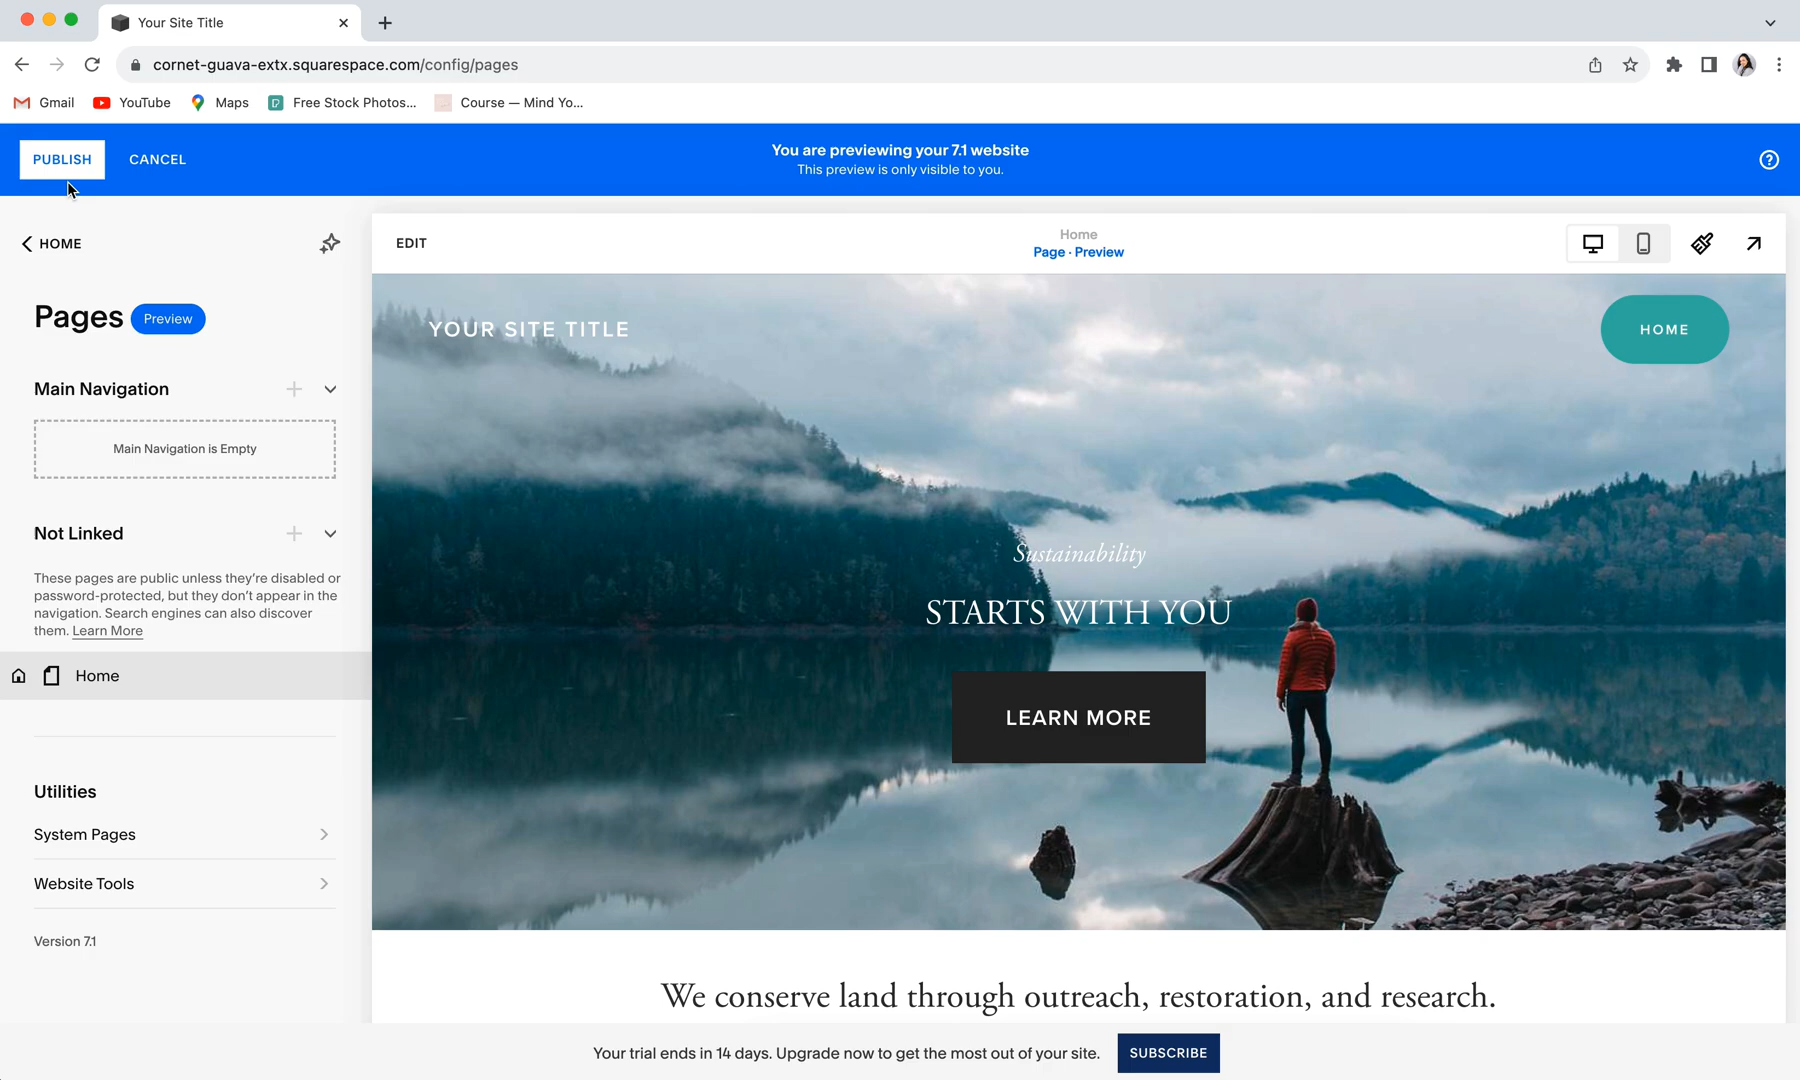 Your Site Title
cornet-guava-extx.squarespace.com/config/pages
Gmail
YouTube
Maps
Free Stock Photos...
Course — Mind Yo...
PUBLISH
CANCEL
You are previewing your 7.1 website
This preview is only visible to you.
HOME
EDIT
Home
Page · Preview
Pages
Preview
YOUR SITE TITLE
HOME
Main Navigation
Main Navigation is Empty
Not Linked
These pages are public unless they're disabled or
password-protected, but they don't appear in the
navigation. Search engines can also discover
them. Learn More
Home
Sustainability
STARTS WITH YOU
LEARN MORE
Utilities
System Pages
Website Tools
Version 7.1
We conserve land through outreach, restoration, and research.
Your trial ends in 14 days. Upgrade now to get the most out of your site.
SUBSCRIBE